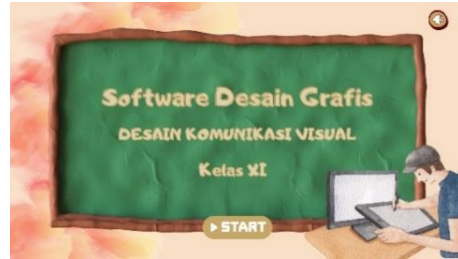 Software Desain Grafis
DESAIN KOMUNIKASI VISUAL
Kelas XI
START